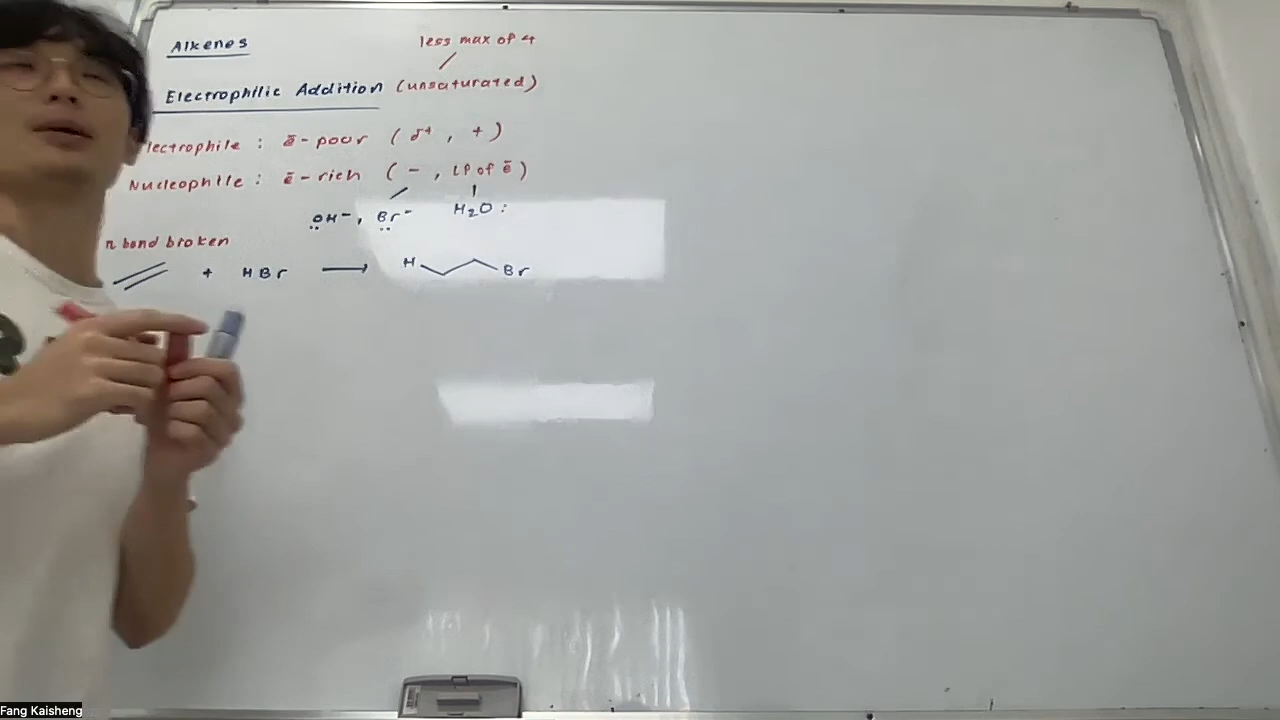 Alkenes
less max of 4
Electrophilic Addition (unsaturated)
lectrophile : ē-poor ( δ+ , + )
Nucleophile : ē-rich ( - , LP of ē )
OH-, Br- H2O:
π bond broken
+ HBr → H Br
Fang Kaisheng